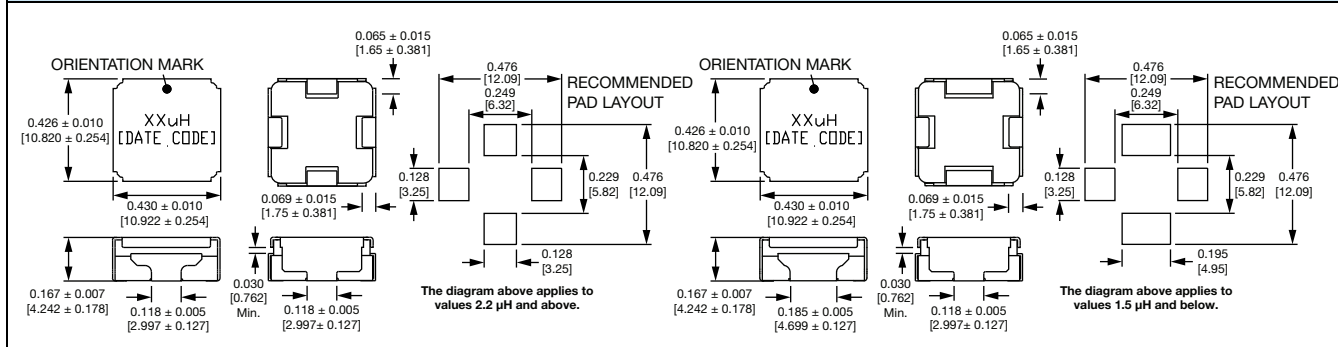 ORIENTATION MARK
0.426 ± 0.010
[10.820 ± 0.254]
XXuH
[DATE CODE]
0.430 ± 0.010
[10.922 ± 0.254]
0.065 ± 0.015
[1.65 ± 0.381]
0.069 ± 0.015
[1.75 ± 0.381]
0.476
[12.09]
0.249
[6.32]
RECOMMENDED
PAD LAYOUT
0.128
[3.25]
0.229
[5.82]
0.476
[12.09]
0.128
[3.25]
0.167 ± 0.007
[4.242 ± 0.178]
0.118 ± 0.005
[2.997 ± 0.127]
0.030
[0.762]
Min.
0.118 ± 0.005
[2.997± 0.127]
The diagram above applies to
values 2.2 µH and above.
ORIENTATION MARK
0.426 ± 0.010
[10.820 ± 0.254]
XXuH
[DATE CODE]
0.430 ± 0.010
[10.922 ± 0.254]
0.065 ± 0.015
[1.65 ± 0.381]
0.069 ± 0.015
[1.75 ± 0.381]
0.476
[12.09]
0.249
[6.32]
RECOMMENDED
PAD LAYOUT
0.128
[3.25]
0.229
[5.82]
0.476
[12.09]
0.195
[4.95]
0.167 ± 0.007
[4.242 ± 0.178]
0.185 ± 0.005
[4.699 ± 0.127]
0.030
[0.762]
Min.
0.118 ± 0.005
[2.997± 0.127]
The diagram above applies to
values 1.5 µH and below.